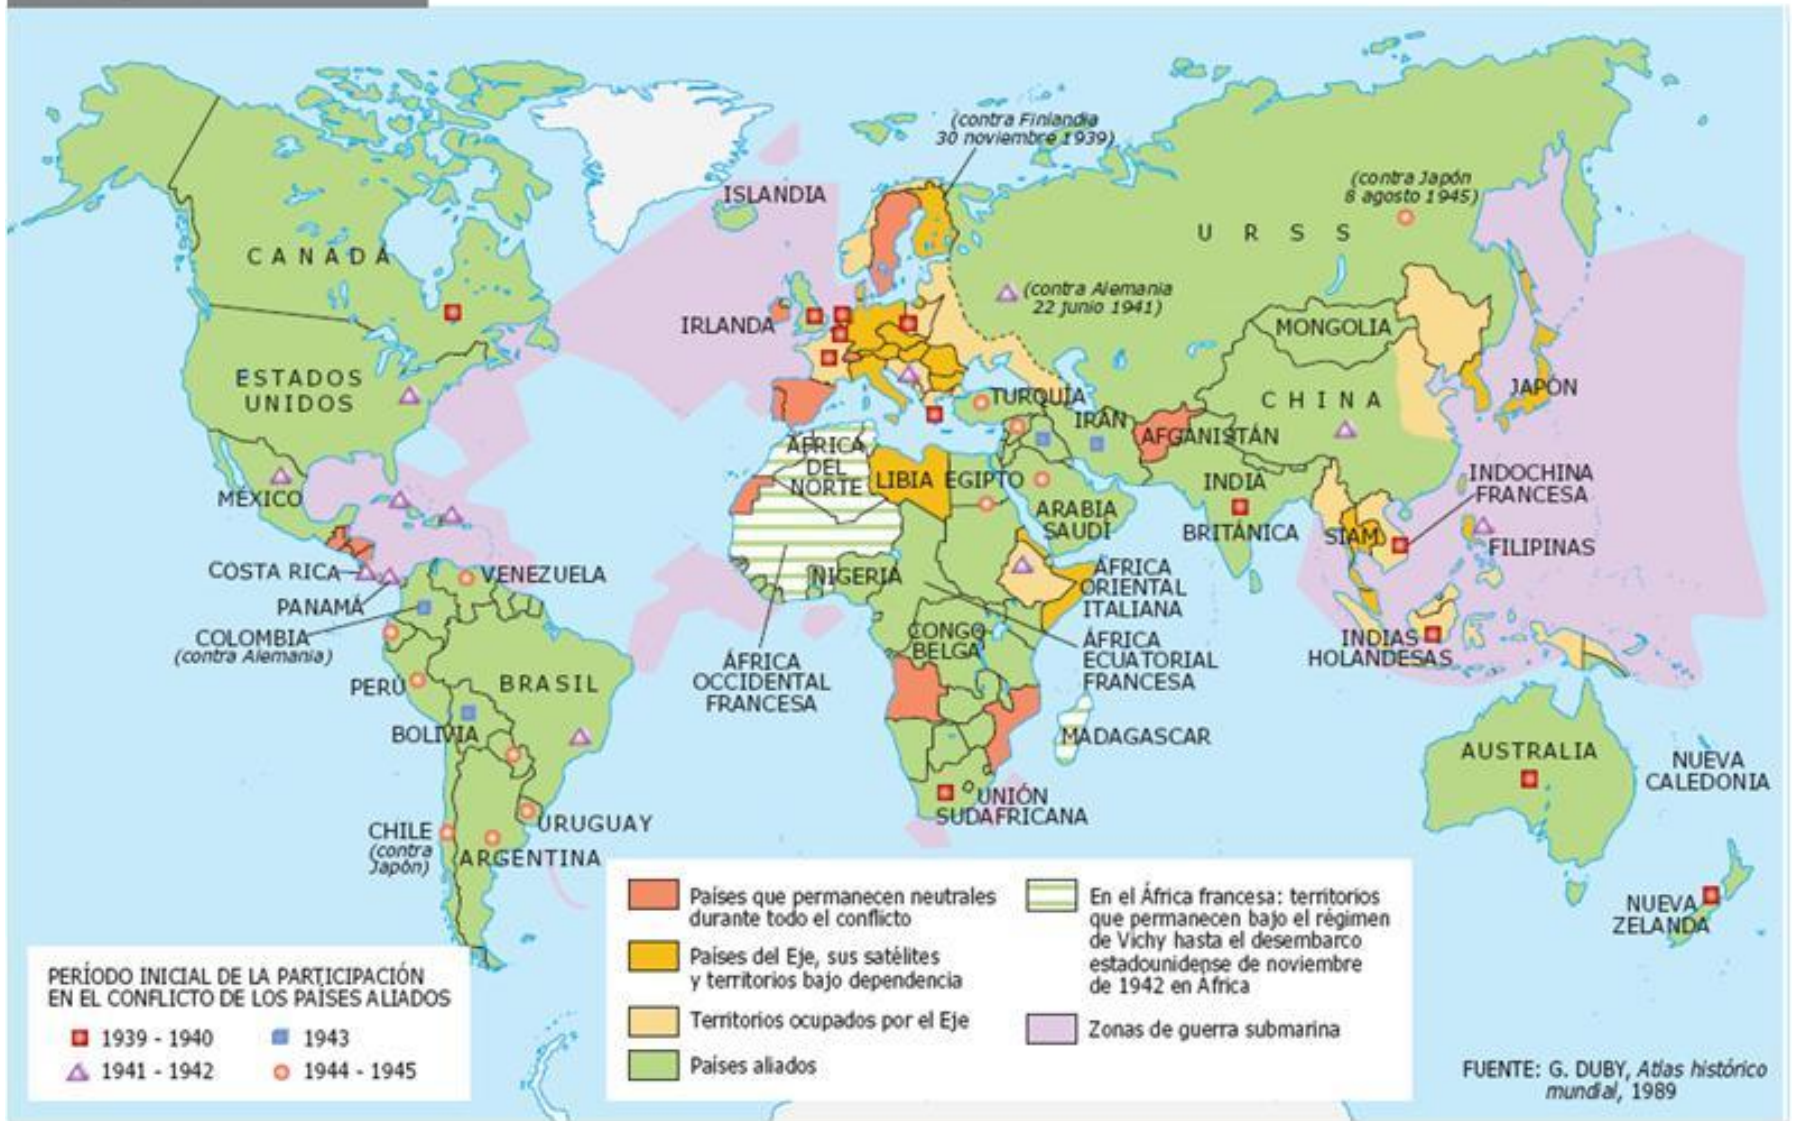 (contra Finlandia
30 noviembre 1939)
ISLANDIA
(contra Japón
8 agosto 1945)
U R S S
C A N A D Á
(contra Alemania
22 junio 1941)
IRLANDA
MONGOLIA
ESTADOS
UNIDOS
TURQUÍA
C H I N A
JAPÓN
IRÁN
AFGANISTÁN
ÁFRICA
DEL
NORTE
LIBIA
EGIPTO
INDIA
BRITÁNICA
INDOCHINA
FRANCESA
MÉXICO
ARABIA
SAUDÍ
SIAM
FILIPINAS
COSTA RICA
VENEZUELA
NIGERIA
ÁFRICA
ORIENTAL
ITALIANA
PANAMÁ
COLOMBIA
(contra Alemania)
CONGO
BELGA
ÁFRICA
ECUATORIAL
FRANCESA
INDIAS
HOLANDESAS
ÁFRICA
OCCIDENTAL
FRANCESA
PERÚ
BRASIL
BOLIVIA
MADAGASCAR
AUSTRALIA
NUEVA
CALEDONIA
UNIÓN
SUDAFRICANA
URUGUAY
CHILE
(contra
Japón)
ARGENTINA
NUEVA
ZELANDA
PERÍODO INICIAL DE LA PARTICIPACIÓN
EN EL CONFLICTO DE LOS PAÍSES ALIADOS
1939 - 1940
1943
1941 - 1942
1944 - 1945
Países que permanecen neutrales
durante todo el conflicto
Países del Eje, sus satélites
y territorios bajo dependencia
Territorios ocupados por el Eje
Países aliados
En el África francesa: territorios
que permanecen bajo el régimen
de Vichy hasta el desembarco
estadounidense de noviembre
de 1942 en África
Zonas de guerra submarina
FUENTE: G. DUBY, Atlas histórico
mundial, 1989